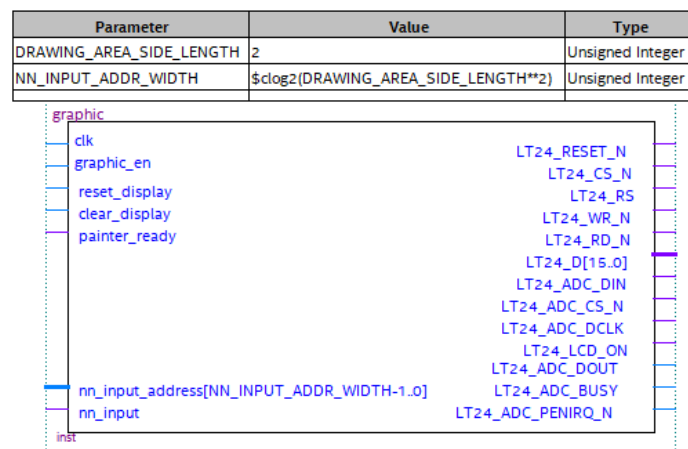 Parameter Value Type
DRAWING_AREA_SIDE_LENGTH 2 Unsigned Integer
NN_INPUT_ADDR_WIDTH $clog2(DRAWING_AREA_SIDE_LENGTH**2) Unsigned Integer
graphic
clk
graphic_en
reset_display
clear_display
painter_ready
nn_input_address[NN_INPUT_ADDR_WIDTH-1..0]
nn_input
LT24_RESET_N
LT24_CS_N
LT24_RS
LT24_WR_N
LT24_RD_N
LT24_D[15..0]
LT24_ADC_DIN
LT24_ADC_CS_N
LT24_ADC_DCLK
LT24_LCD_ON
LT24_ADC_DOUT
LT24_ADC_BUSY
LT24_ADC_PENIRQ_N
inst